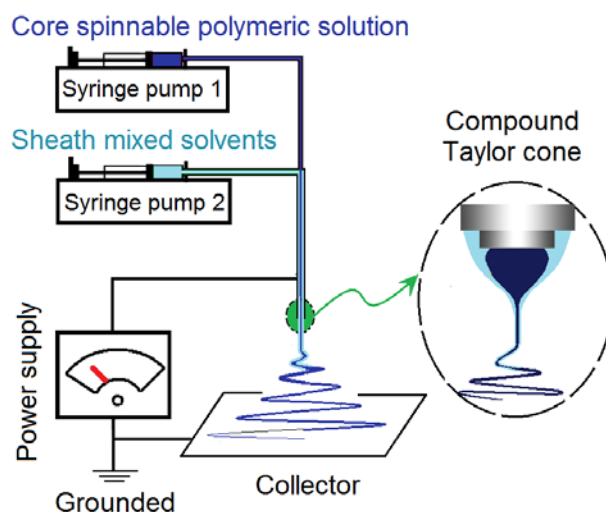 Core spinnable polymeric solution
Syringe pump 1
Sheath mixed solvents
Syringe pump 2
Compound
Taylor cone
Power supply
Grounded
Collector